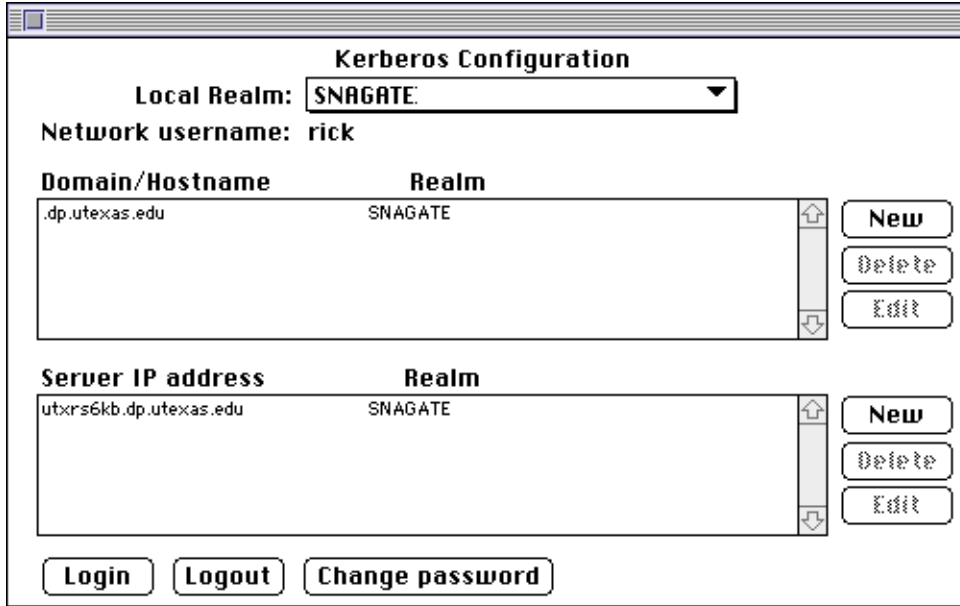 Kerberos Configuration
Local Realm: SNAGATE
Network username: rick
Domain/Hostname Realm
.dp.utexas.edu SNAGATE
New
Delete
Edit
Server IP address Realm
utxrs6kb.dp.utexas.edu SNAGATE
New
Delete
Edit
Login Logout Change password